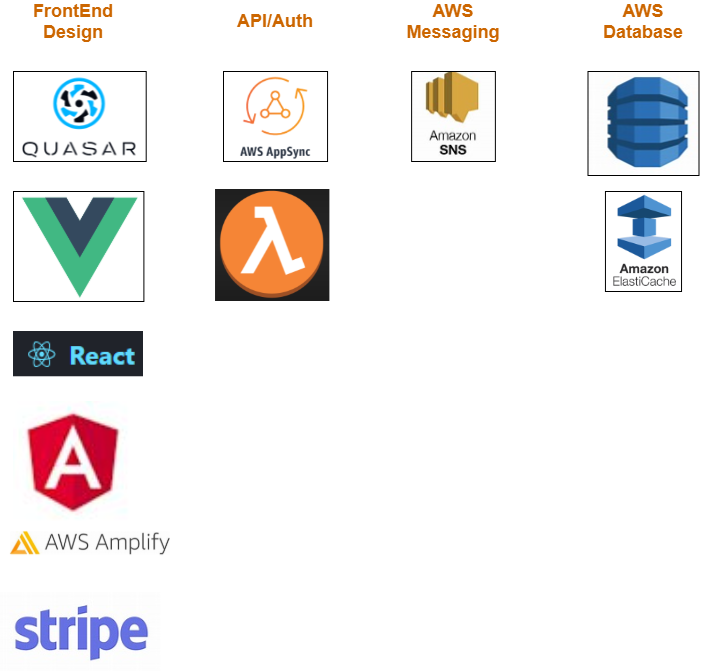 FrontEnd
Design
API/Auth
AWS
Messaging
AWS
Database
QUASAR
AWS AppSync
Amazon
SNS
Amazon
ElastiCache
React
A
AWS Amplify
stripe